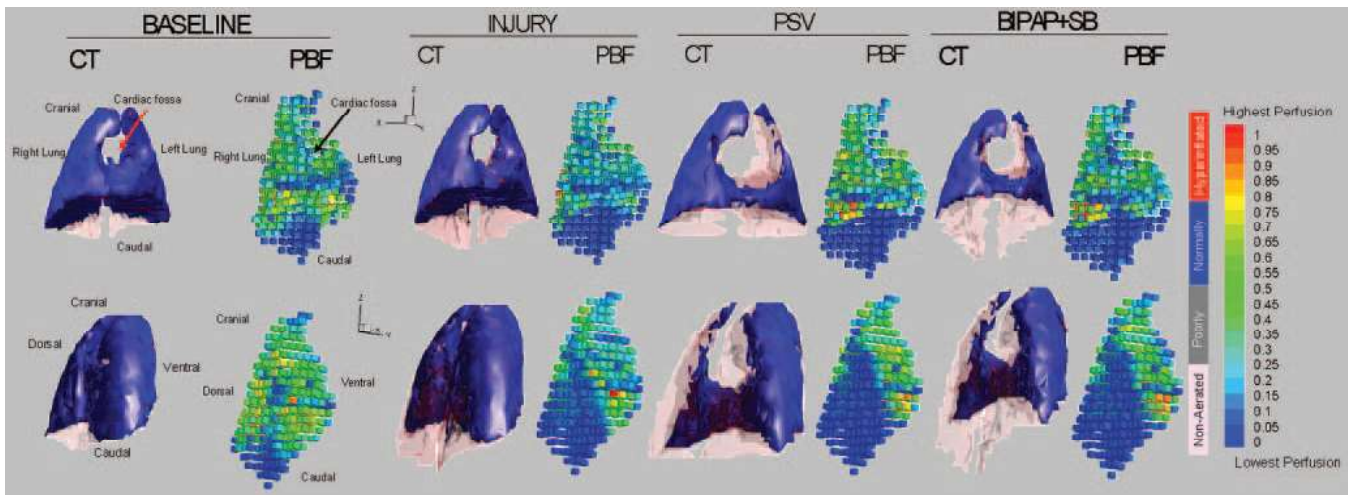 BASELINE
INJURY
PSV
BIPAP+SB
CT
PBF
CT
PBF
CT
PBF
CT
PBF
Cranial
Cardiac fossa
Right Lung
Left Lung
Caudal
Cranial
Cardiac fossa
Right Lung
Left Lung
Caudal
Z
X
Y
Cranial
Dorsal
Ventral
Caudal
Cranial
Dorsal
Ventral
Caudal
Z
X
Y
Hyperinflated
Normally
Poorly
Non-Aerated
Highest Perfusion
1
0.95
0.9
0.85
0.8
0.75
0.7
0.65
0.6
0.55
0.5
0.45
0.4
0.35
0.3
0.25
0.2
0.15
0.1
0.05
0
Lowest Perfusion